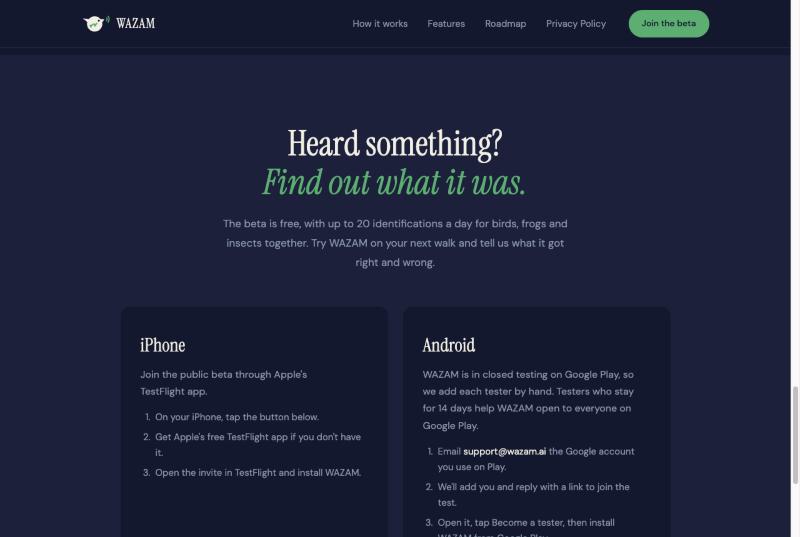 WAZAM
How it works
Features
Roadmap
Privacy Policy
Join the beta
Heard something?
Find out what it was.
The beta is free, with up to 20 identifications a day for birds, frogs and
insects together. Try WAZAM on your next walk and tell us what it got
right and wrong.
iPhone
Join the public beta through Apple's
TestFlight app.
1. On your iPhone, tap the button below.
2. Get Apple's free TestFlight app if you don't have
it.
3. Open the invite in TestFlight and install WAZAM.
Android
WAZAM is in closed testing on Google Play, so
we add each tester by hand. Testers who stay
for 14 days help WAZAM open to everyone on
Google Play.
1. Email support@wazam.ai the Google account
you use on Play.
2. We'll add you and reply with a link to join the
test.
3. Open it, tap Become a tester, then install
WAZAM from Google Play.